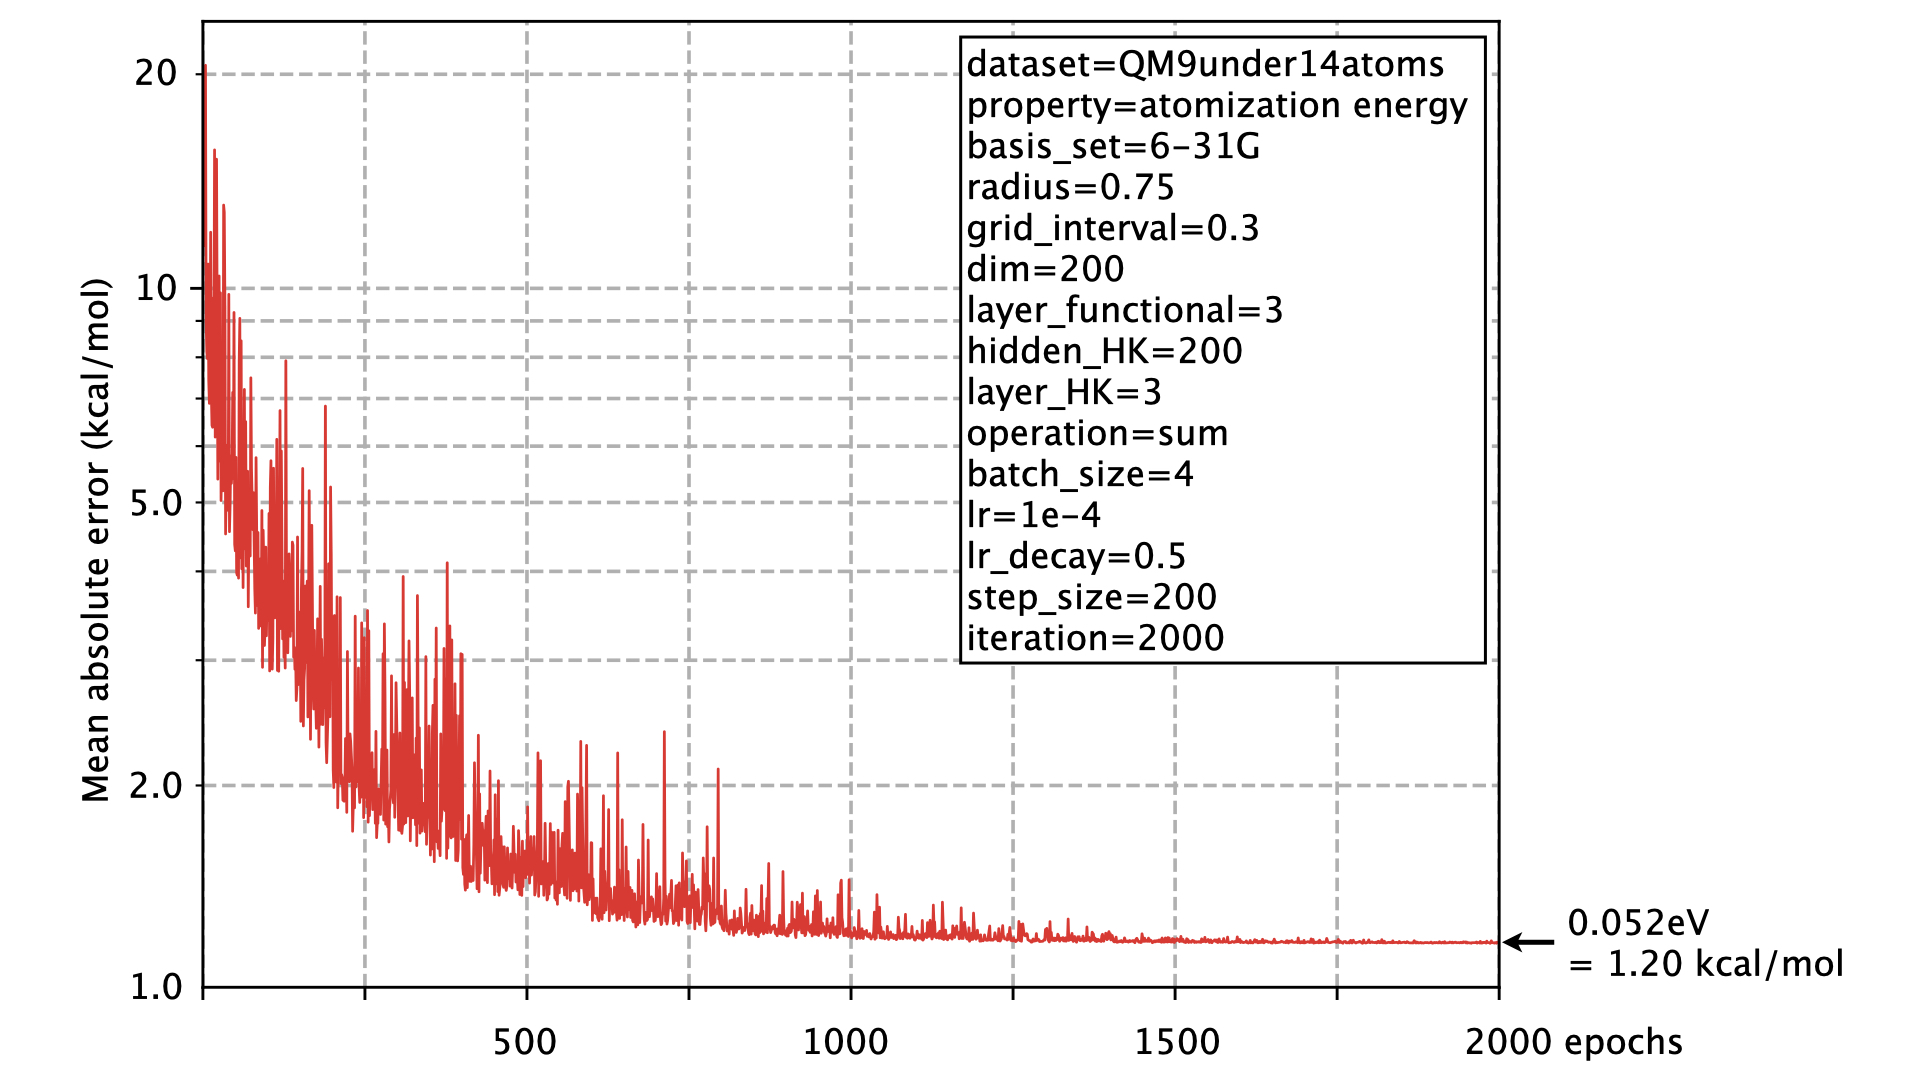 20
10
5.0
2.0
1.0
Mean absolute error (kcal/mol)
dataset=QM9under14atoms
property=atomization energy
basis_set=6-31G
radius=0.75
grid_interval=0.3
dim=200
layer_functional=3
hidden_HK=200
layer_HK=3
operation=sum
batch_size=4
lr=1e-4
lr_decay=0.5
step_size=200
iteration=2000
0.052eV
= 1.20 kcal/mol
500 1000 1500 2000 epochs